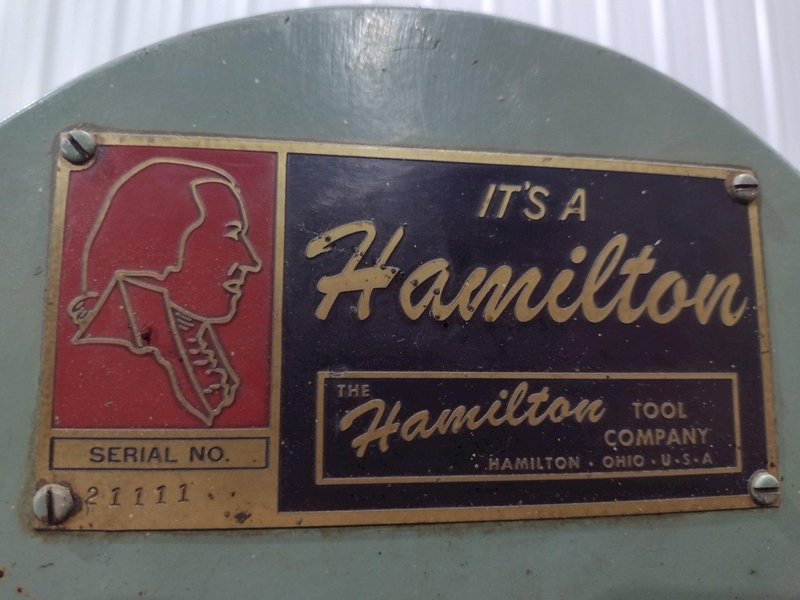 IT'S A
Hamilton
THE
Hamilton TOOL
COMPANY
HAMILTON · OHIO · U·S·A
SERIAL NO.
21111